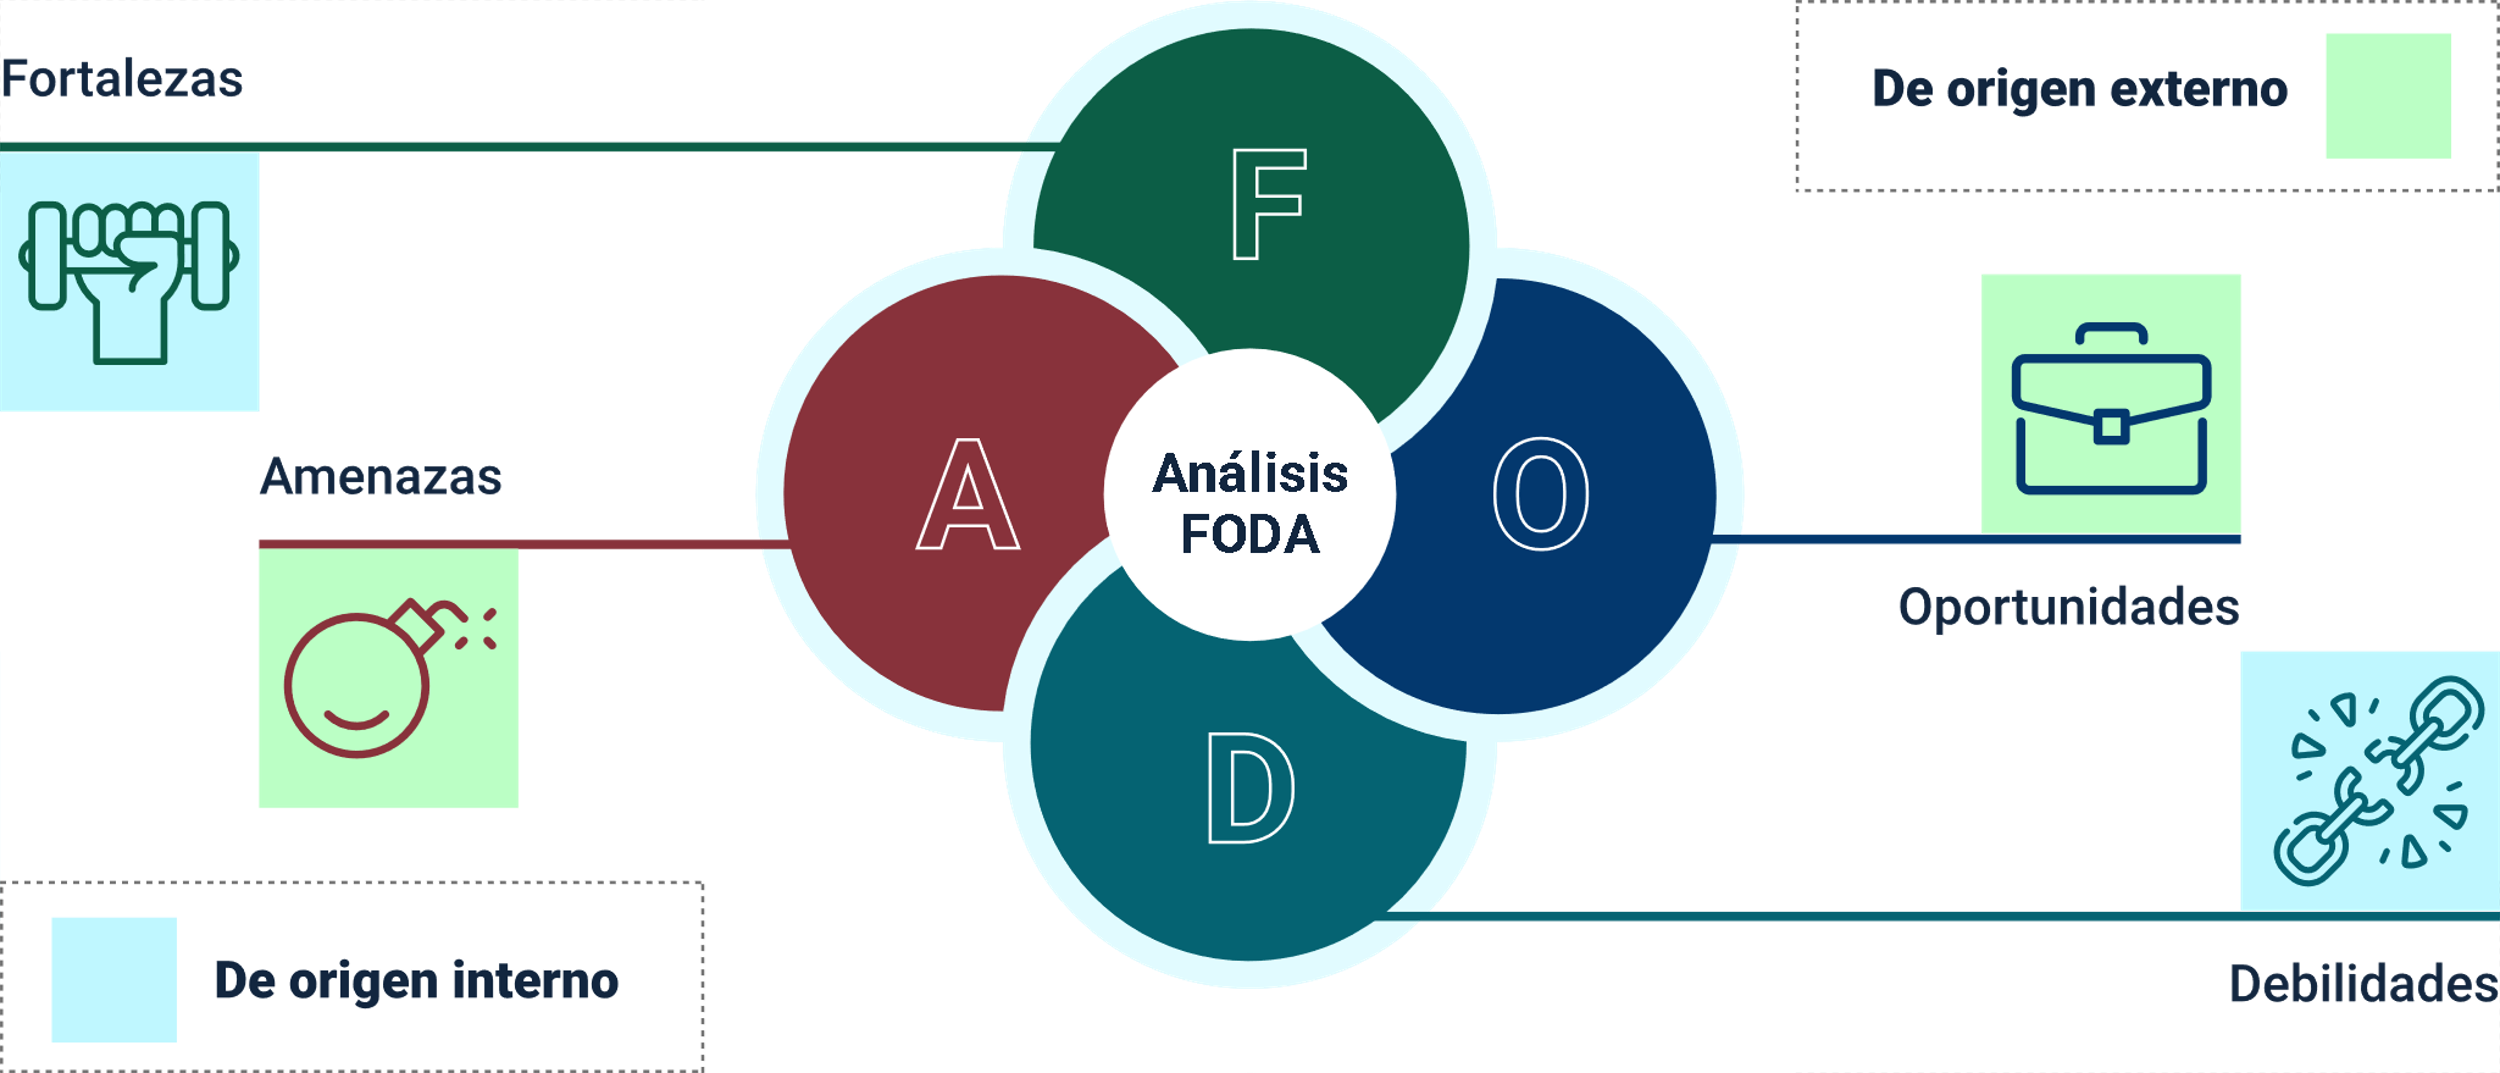 Fortalezas
De origen externo
F
Amenazas
A
Análisis
FODA
O
Oportunidades
D
De origen interno
Debilidades